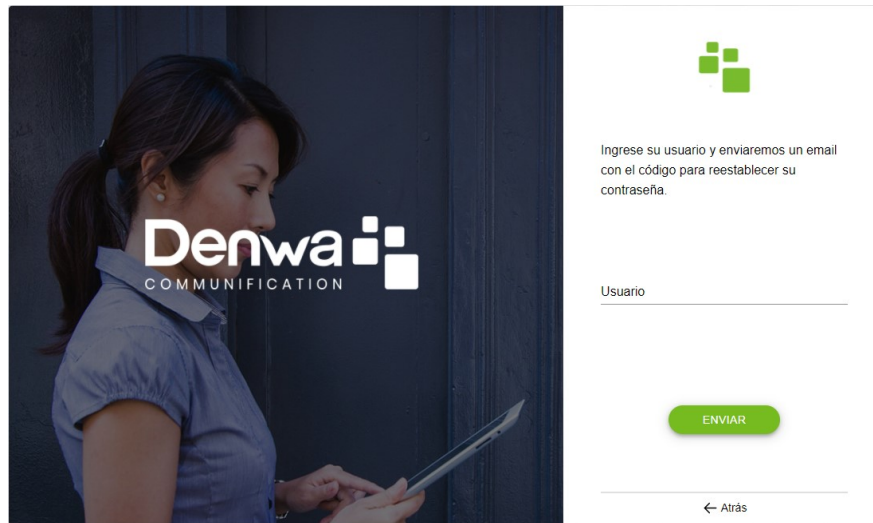 Denwa
COMMUNIFICATION
Ingrese su usuario y enviaremos un email
con el código para reestablecer su
contraseña.
Usuario
ENVIAR
← Atrás